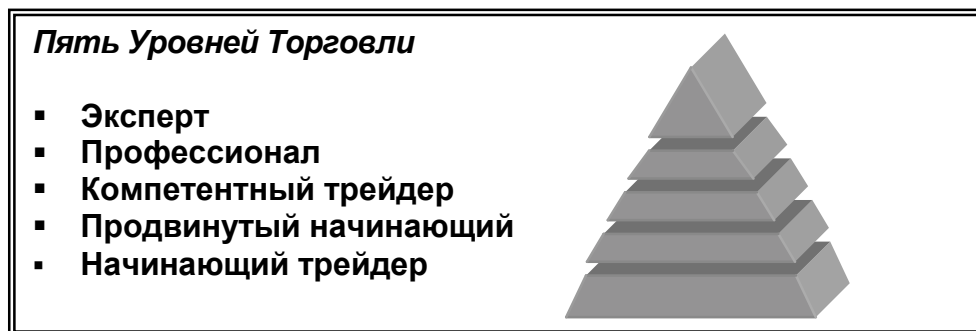 Пять Уровней Торговли
▪ Эксперт
▪ Профессионал
▪ Компетентный трейдер
▪ Продвинутый начинающий
▪ Начинающий трейдер